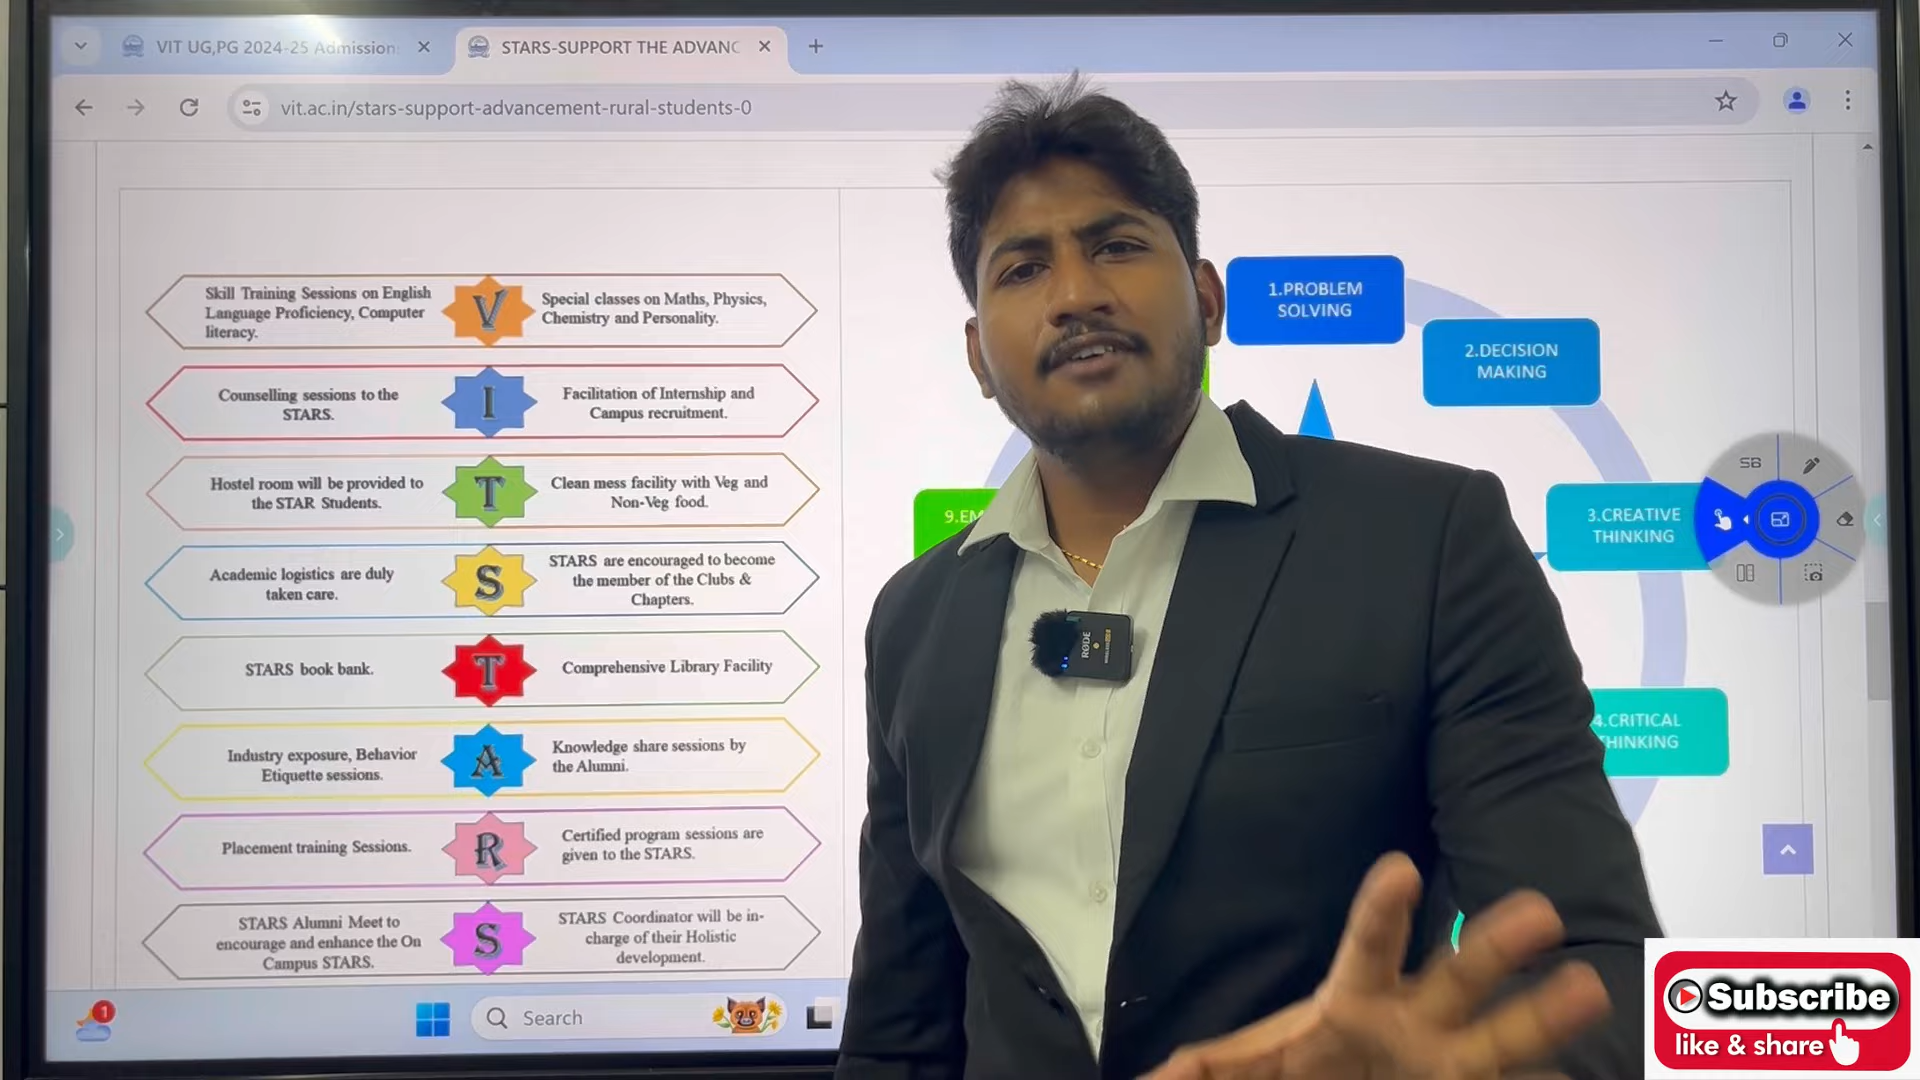 VIT UG,PG 2024-25 Admission
STARS-SUPPORT THE ADVANC
vit.ac.in/stars-support-advancement-rural-students-0
Skill Training Sessions on English
Language Proficiency, Computer
literacy.
V
Special classes on Maths, Physics,
Chemistry and Personality.
Counselling sessions to the
STARS.
I
Facilitation of Internship and
Campus recruitment.
Hostel room will be provided to
the STAR Students.
T
Clean mess facility with Veg and
Non-Veg food.
Academic logistics are duly
taken care.
S
STARS are encouraged to become
the member of the Clubs &
Chapters.
STARS book bank.
T
Comprehensive Library Facility
Industry exposure, Behavior
Etiquette sessions.
A
Knowledge share sessions by
the Alumni.
Placement training Sessions.
R
Certified program sessions are
given to the STARS.
STARS Alumni Meet to
encourage and enhance the On
Campus STARS.
S
STARS Coordinator will be in-
charge of their Holistic
development.
1.PROBLEM
SOLVING
2.DECISION
MAKING
3.CREATIVE
THINKING
4.CRITICAL
THINKING
9.EM
SB
RØDE
1
Search
Subscribe
like & share